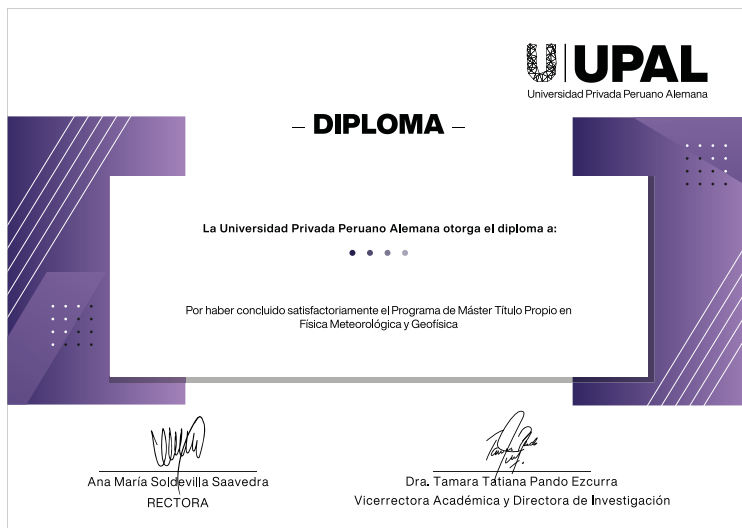 UPAL
Universidad Privada Peruano Alemana
– DIPLOMA –
La Universidad Privada Peruano Alemana otorga el diploma a:
Por haber concluido satisfactoriamente el Programa de Máster Título Propio en
Física Meteorológica y Geofísica
Ana María Soldevilla Saavedra
RECTORA
Dra. Tamara Tatiana Pando Ezcurra
Vicerrectora Académica y Directora de Investigación